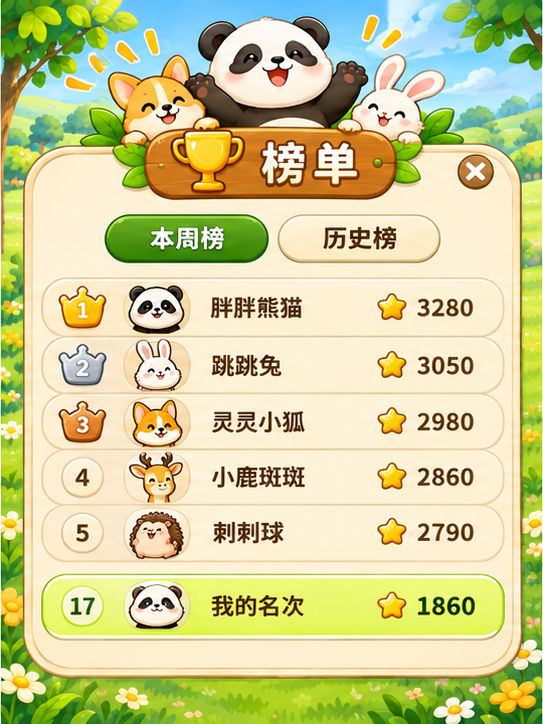 榜单
本周榜 历史榜
1 胖胖熊猫 3280
2 跳跳兔 3050
3 灵灵小狐 2980
4 小鹿斑斑 2860
5 刺刺球 2790
17 我的名次 1860